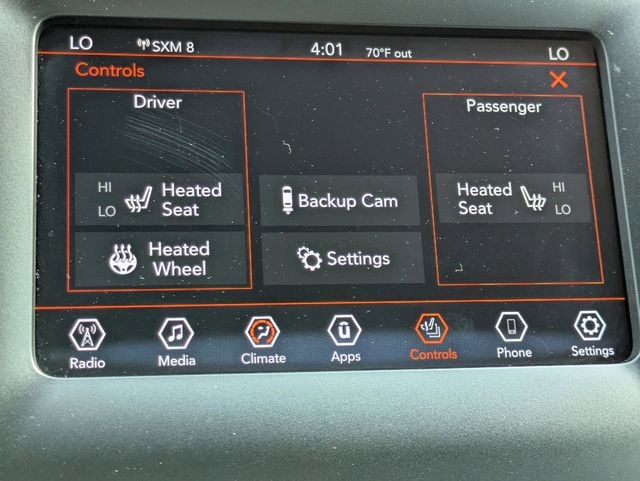 LO SXM 8 4:01 70°F out LO
Controls
Driver
Passenger
HI
LO
Heated
Seat
Backup Cam
Heated
Seat
HI
LO
Heated
Wheel
Settings
Radio Media Climate Apps Controls Phone Settings